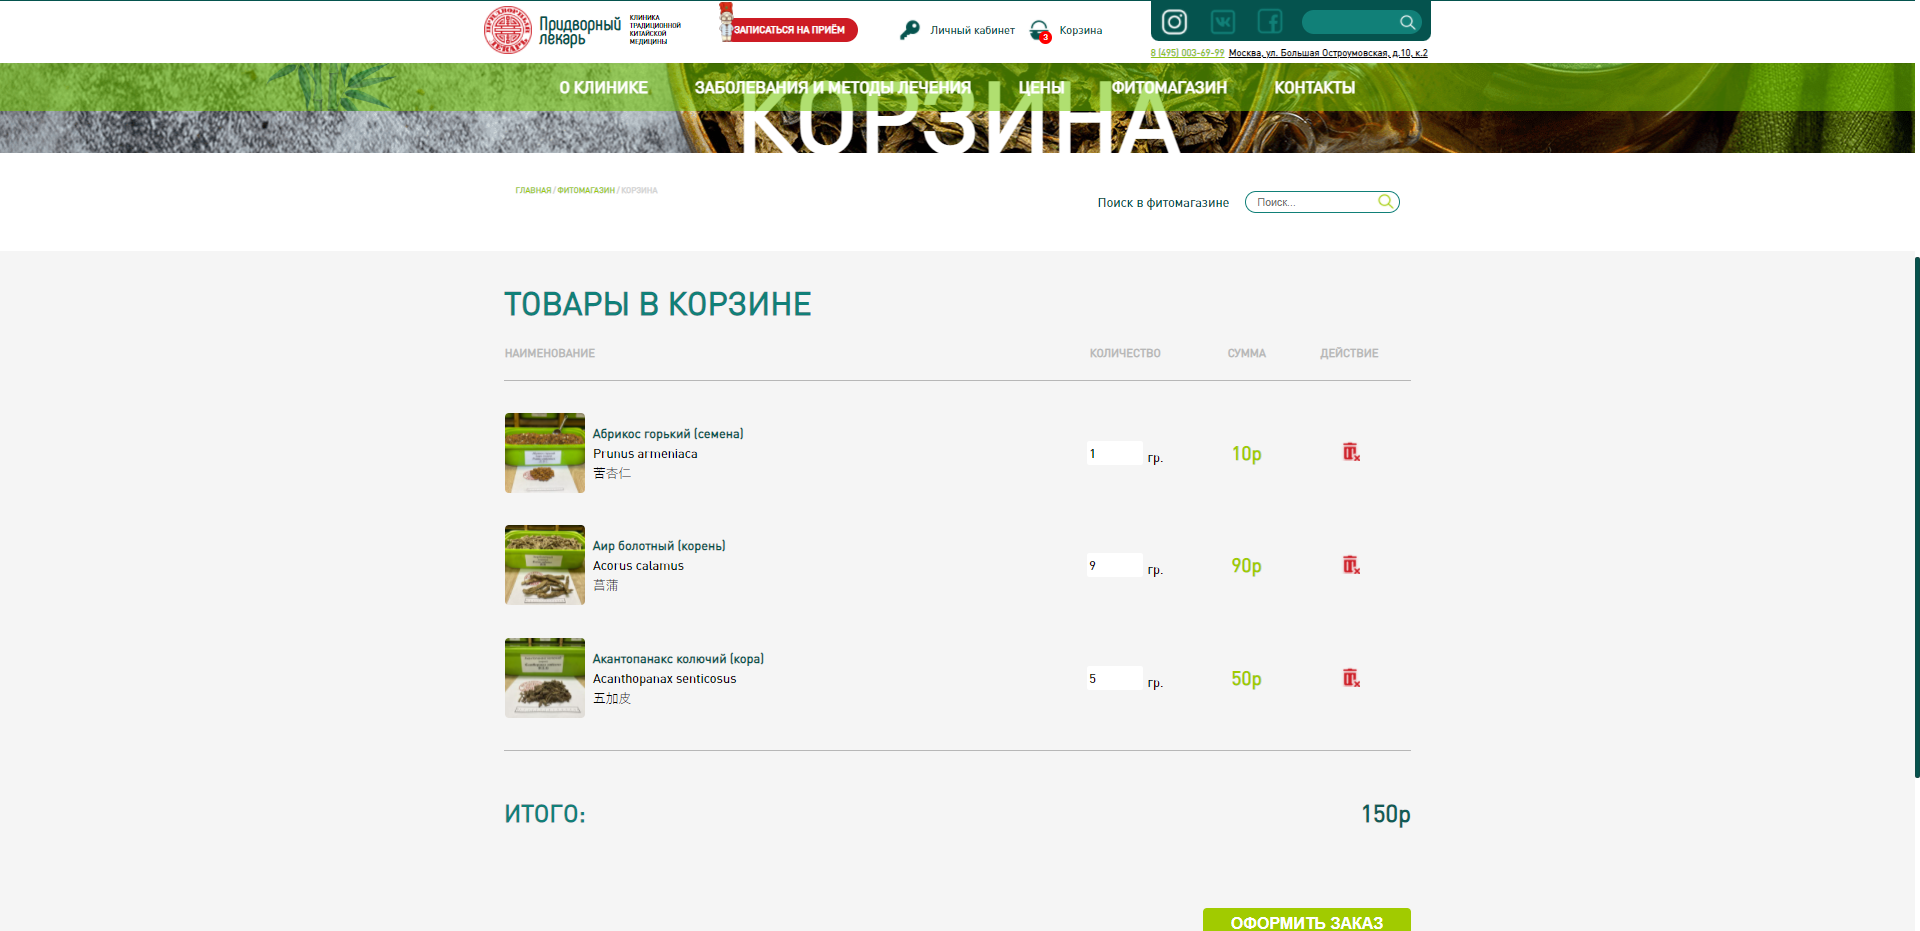 ПРИДВОРНЫЙ ЛЕКАРЬ
Придворный
лекарь
КЛИНИКА
ТРАДИЦИОННОЙ
КИТАЙСКОЙ
МЕДИЦИНЫ
ЗАПИСАТЬСЯ НА ПРИЁМ
Личный кабинет
3
Корзина
8 (495) 003-69-99 Москва, ул. Большая Остроумовская, д.10, к.2
О КЛИНИКЕ ЗАБОЛЕВАНИЯ И МЕТОДЫ ЛЕЧЕНИЯ ЦЕНЫ ФИТОМАГАЗИН КОНТАКТЫ
КОРЗИНА
ГЛАВНАЯ / ФИТОМАГАЗИН / КОРЗИНА
Поиск в фитомагазине Поиск...
ТОВАРЫ В КОРЗИНЕ
НАИМЕНОВАНИЕ КОЛИЧЕСТВО СУММА ДЕЙСТВИЕ
Абрикос горький (семена)
Prunus armeniaca
苦杏仁
1 гр. 10р
Аир болотный (корень)
Acorus calamus
菖蒲
9 гр. 90р
Акантопанакс колючий (кора)
Acanthopanax senticosus
五加皮
5 гр. 50р
ИТОГО: 150р
ОФОРМИТЬ ЗАКАЗ